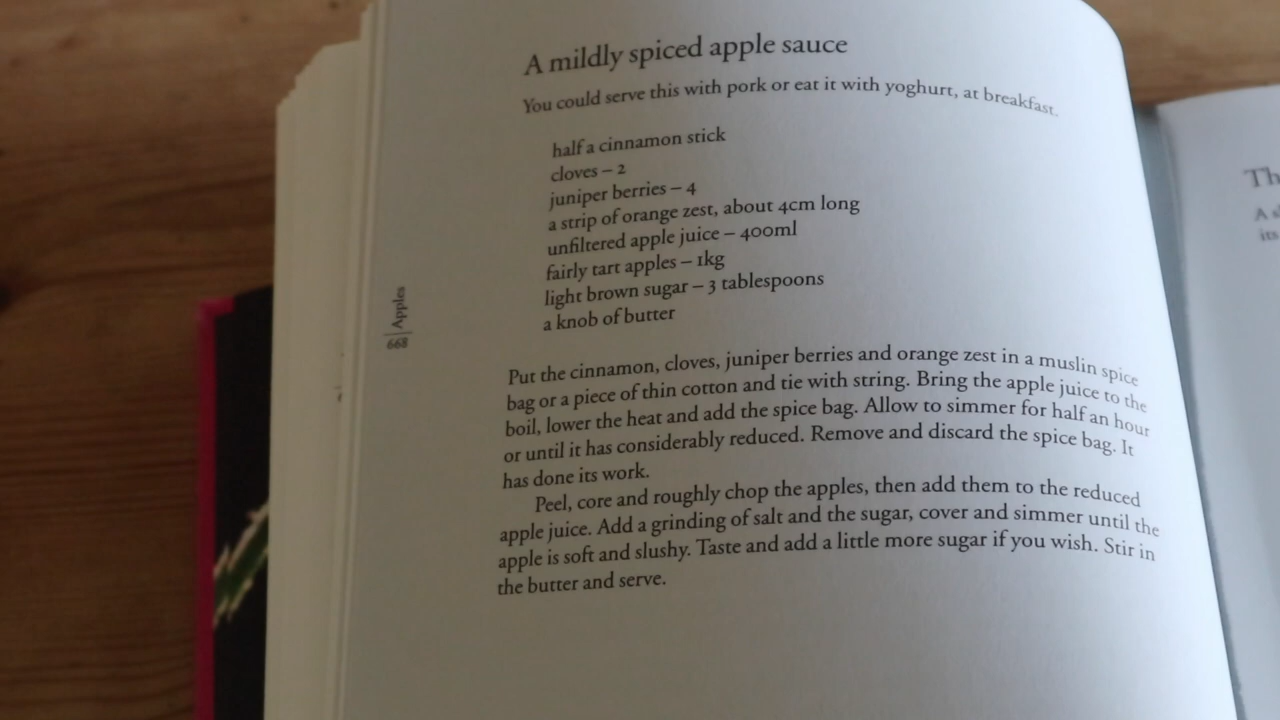 A mildly spiced apple sauce
You could serve this with pork or eat it with yoghurt, at breakfast.
half a cinnamon stick
cloves – 2
juniper berries – 4
a strip of orange zest, about 4cm long
unfiltered apple juice – 400ml
fairly tart apples – 1kg
light brown sugar – 3 tablespoons
a knob of butter
Put the cinnamon, cloves, juniper berries and orange zest in a muslin spice
bag or a piece of thin cotton and tie with string. Bring the apple juice to the
boil, lower the heat and add the spice bag. Allow to simmer for half an hour
or until it has considerably reduced. Remove and discard the spice bag. It
has done its work.
Peel, core and roughly chop the apples, then add them to the reduced
apple juice. Add a grinding of salt and the sugar, cover and simmer until the
apple is soft and slushy. Taste and add a little more sugar if you wish. Stir in
the butter and serve.
Apples
668
Th
A
its